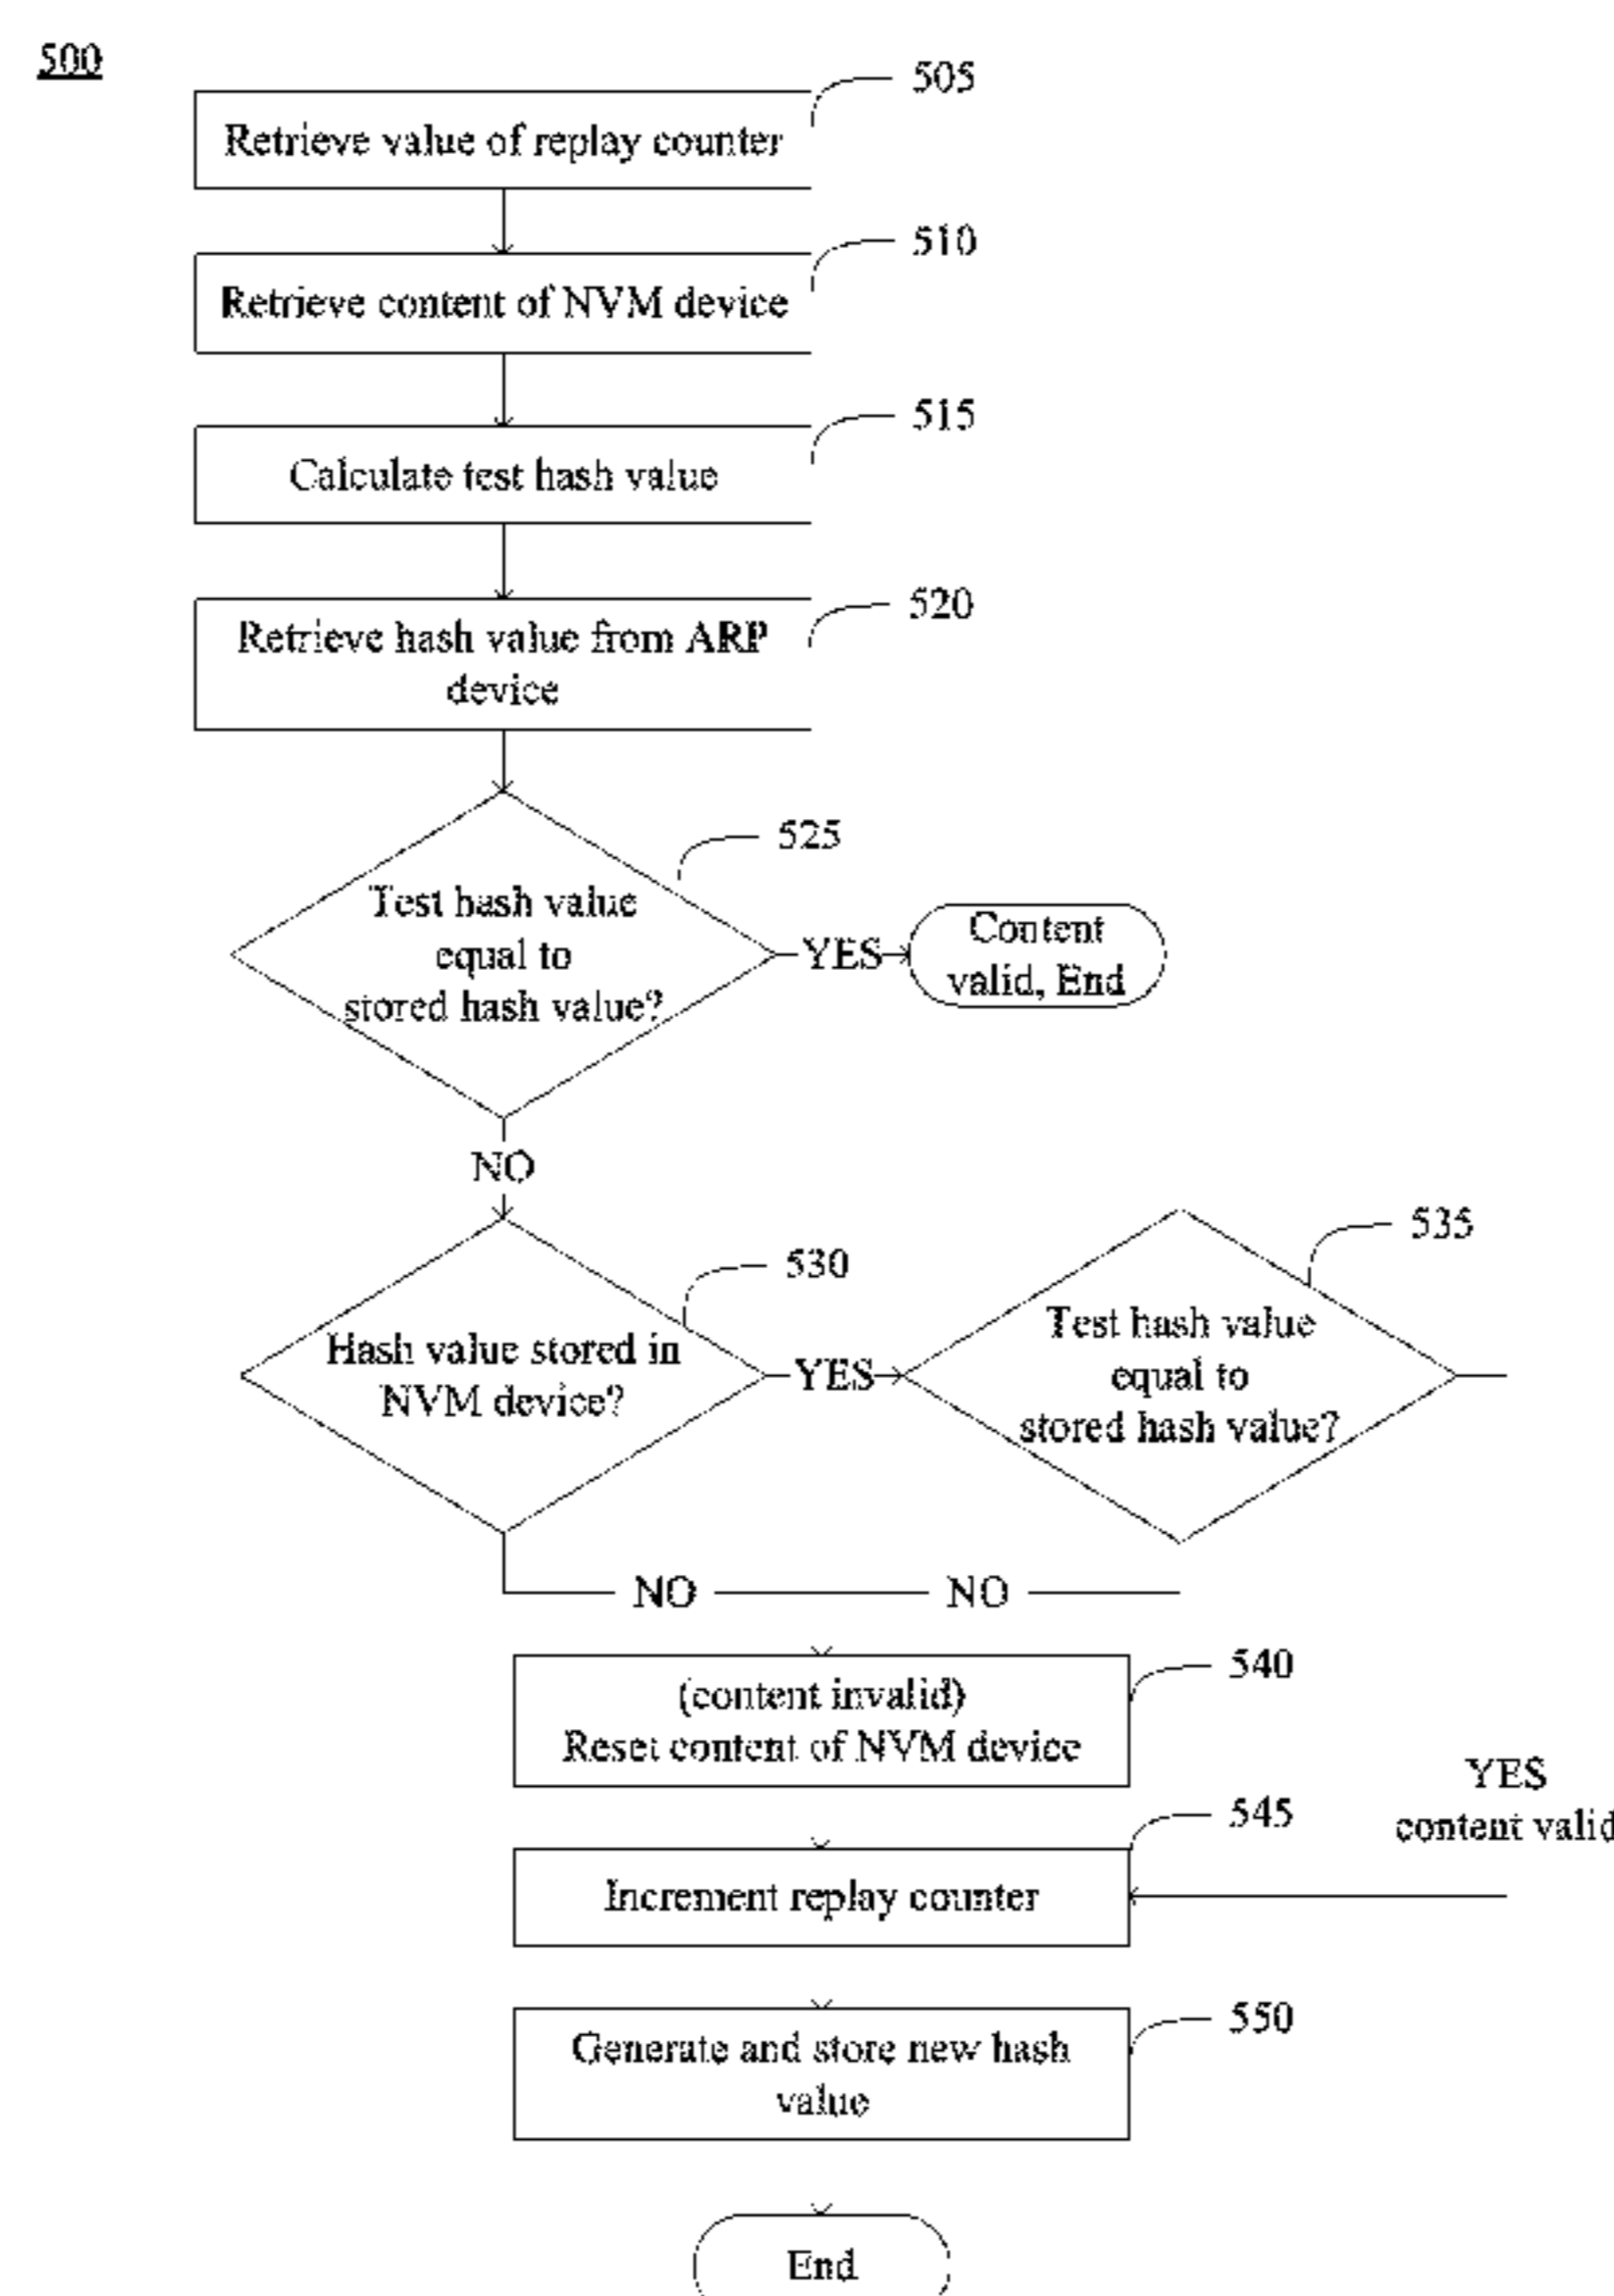 500
505
Retrieve value of replay counter
510
Retrieve content of NVM device
515
Calculate test hash value
520
Retrieve hash value from ARP
device
525
Test hash value
equal to
stored hash value?
YES
Content
valid, End
NO
530
Hash value stored in
NVM device?
YES
535
Test hash value
equal to
stored hash value?
NO
NO
540
(content invalid)
Reset content of NVM device
YES
content valid
545
Increment replay counter
550
Generate and store new hash
value
End